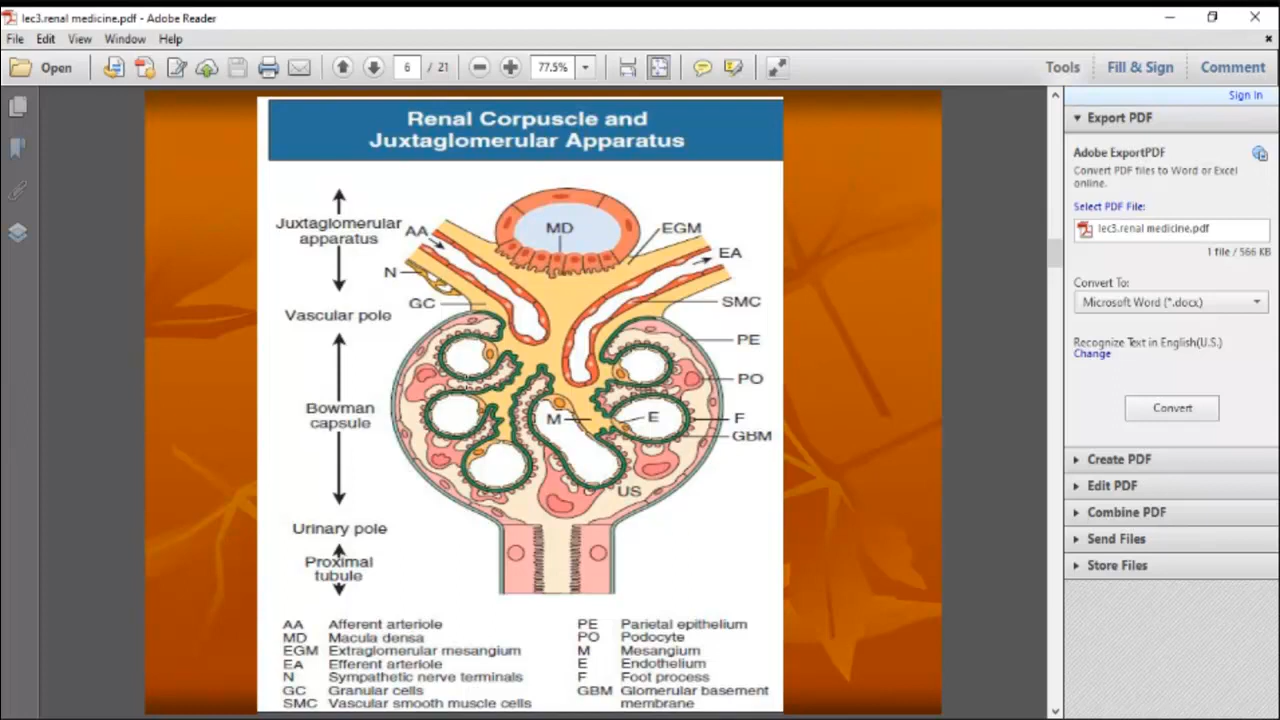 lec3.renal medicine.pdf - Adobe Reader
File Edit View Window Help
Open 6 / 21 77.5% Tools Fill & Sign Comment
Renal Corpuscle and
Juxtaglomerular Apparatus
Juxtaglomerular
apparatus
Vascular pole
Bowman
capsule
Urinary pole
Proximal
tubule
AA
MD
EGM
EA
N
GC
SMC
PE
PO
M
E
F
GBM
US
AA Afferent arteriole
MD Macula densa
EGM Extraglomerular mesangium
EA Efferent arteriole
N Sympathetic nerve terminals
GC Granular cells
SMC Vascular smooth muscle cells
PE Parietal epithelium
PO Podocyte
M Mesangium
E Endothelium
F Foot process
GBM Glomerular basement
membrane
Sign In
Export PDF
Adobe ExportPDF
Convert PDF files to Word or Excel
online.
Select PDF File:
lec3.renal medicine.pdf
1 file / 566 KB
Convert To:
Microsoft Word (*.docx)
Recognize Text in English(U.S.)
Change
Convert
Create PDF
Edit PDF
Combine PDF
Send Files
Store Files